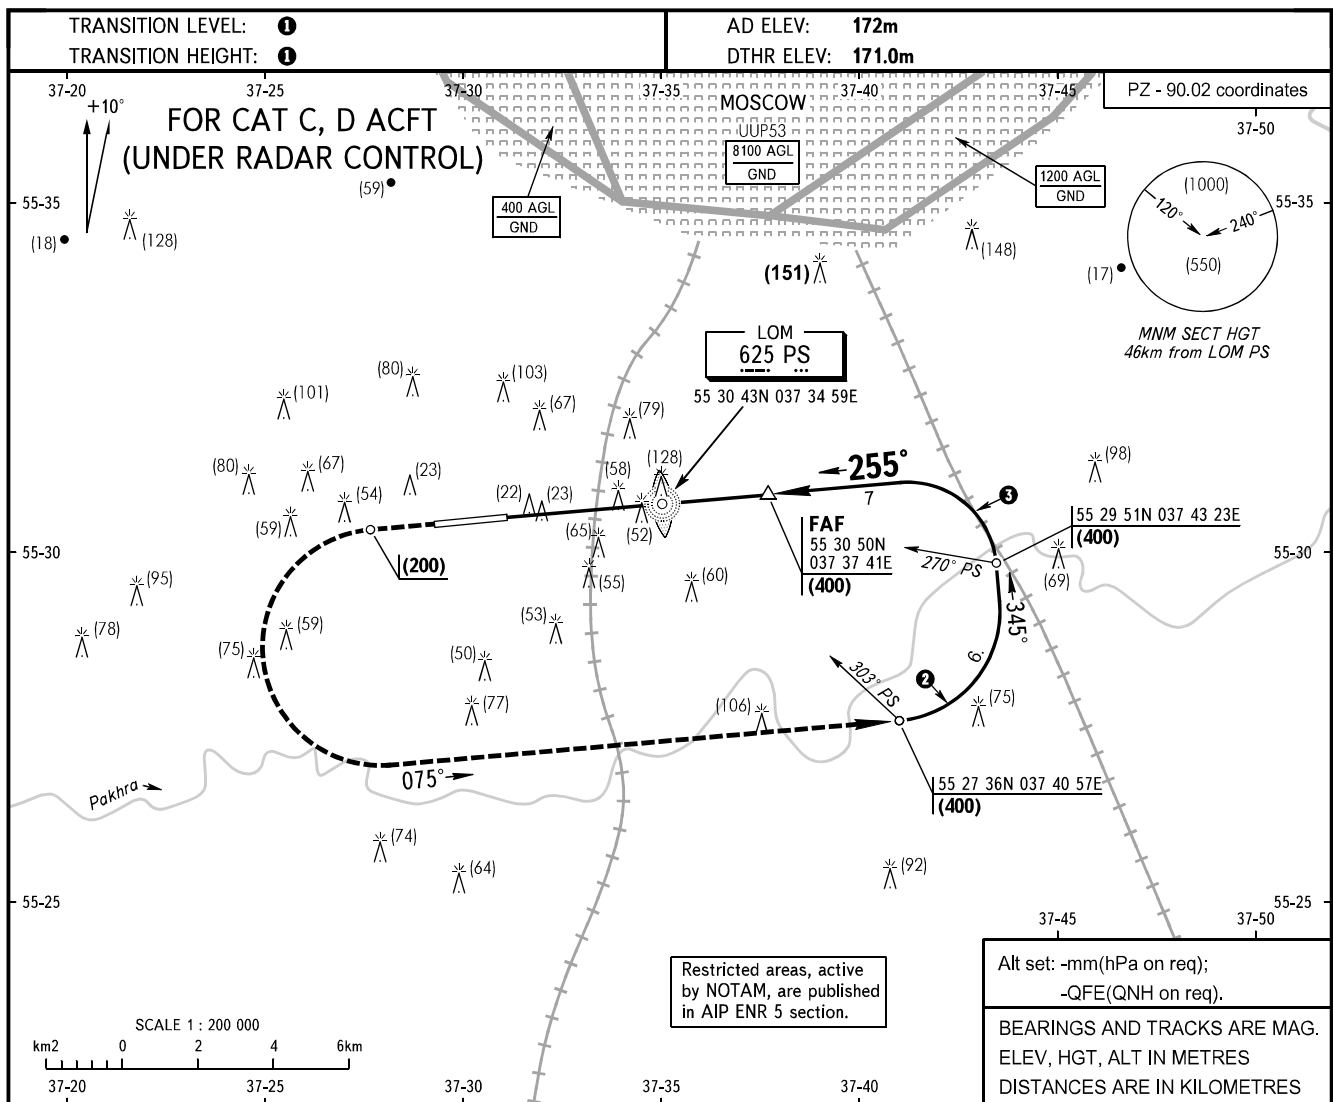 TRANSITION LEVEL: ❶
TRANSITION HEIGHT: ❶
AD ELEV: 172m
DTHR ELEV: 171.0m
37-20
37-25
37-30
37-35
37-40
37-45
PZ - 90.02 coordinates
37-50
+10°
FOR CAT C, D ACFT
(UNDER RADAR CONTROL)
MOSCOW
UUP53
8100 AGL
GND
(59)
400 AGL
GND
1200 AGL
GND
55-35
55-35
(18)
(128)
(148)
(151)
(17)
(1000)
120°
240°
(550)
MNM SECT HGT
46km from LOM PS
LOM
625 PS
55 30 43N 037 34 59E
(80)
(103)
(101)
(67)
(79)
(80)
(67)
(23)
(58)
(128)
(98)
(54)
(22)
(23)
(59)
(65)
(52)
255°
7
❸
FAF
55 30 50N
037 37 41E
(400)
55 29 51N 037 43 23E
(400)
270° PS
55-30
55-30
(200)
(55)
(60)
(69)
(95)
(78)
(59)
(53)
(75)
(50)
345°
6.
303° PS
❷
(77)
(106)
(75)
075°
Pakhra
55 27 36N 037 40 57E
(400)
(74)
(64)
(92)
55-25
55-25
37-45
37-50
Restricted areas, active
by NOTAM, are published
in AIP ENR 5 section.
Alt set: -mm(hPa on req);
-QFE(QNH on req).
BEARINGS AND TRACKS ARE MAG.
ELEV, HGT, ALT IN METRES
DISTANCES ARE IN KILOMETRES
SCALE 1 : 200 000
km2 0 2 4 6km
37-20
37-25
37-30
37-35
37-40